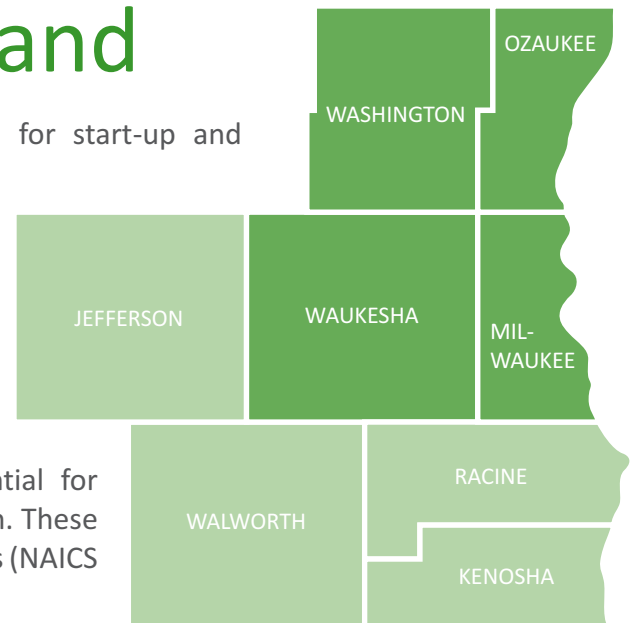 and
for start-up and
OZAUKEE
WASHINGTON
JEFFERSON
WAUKESHA
MIL-
WAUKEE
tial for
WALWORTH
RACINE
n. These
s (NAICS
KENOSHA